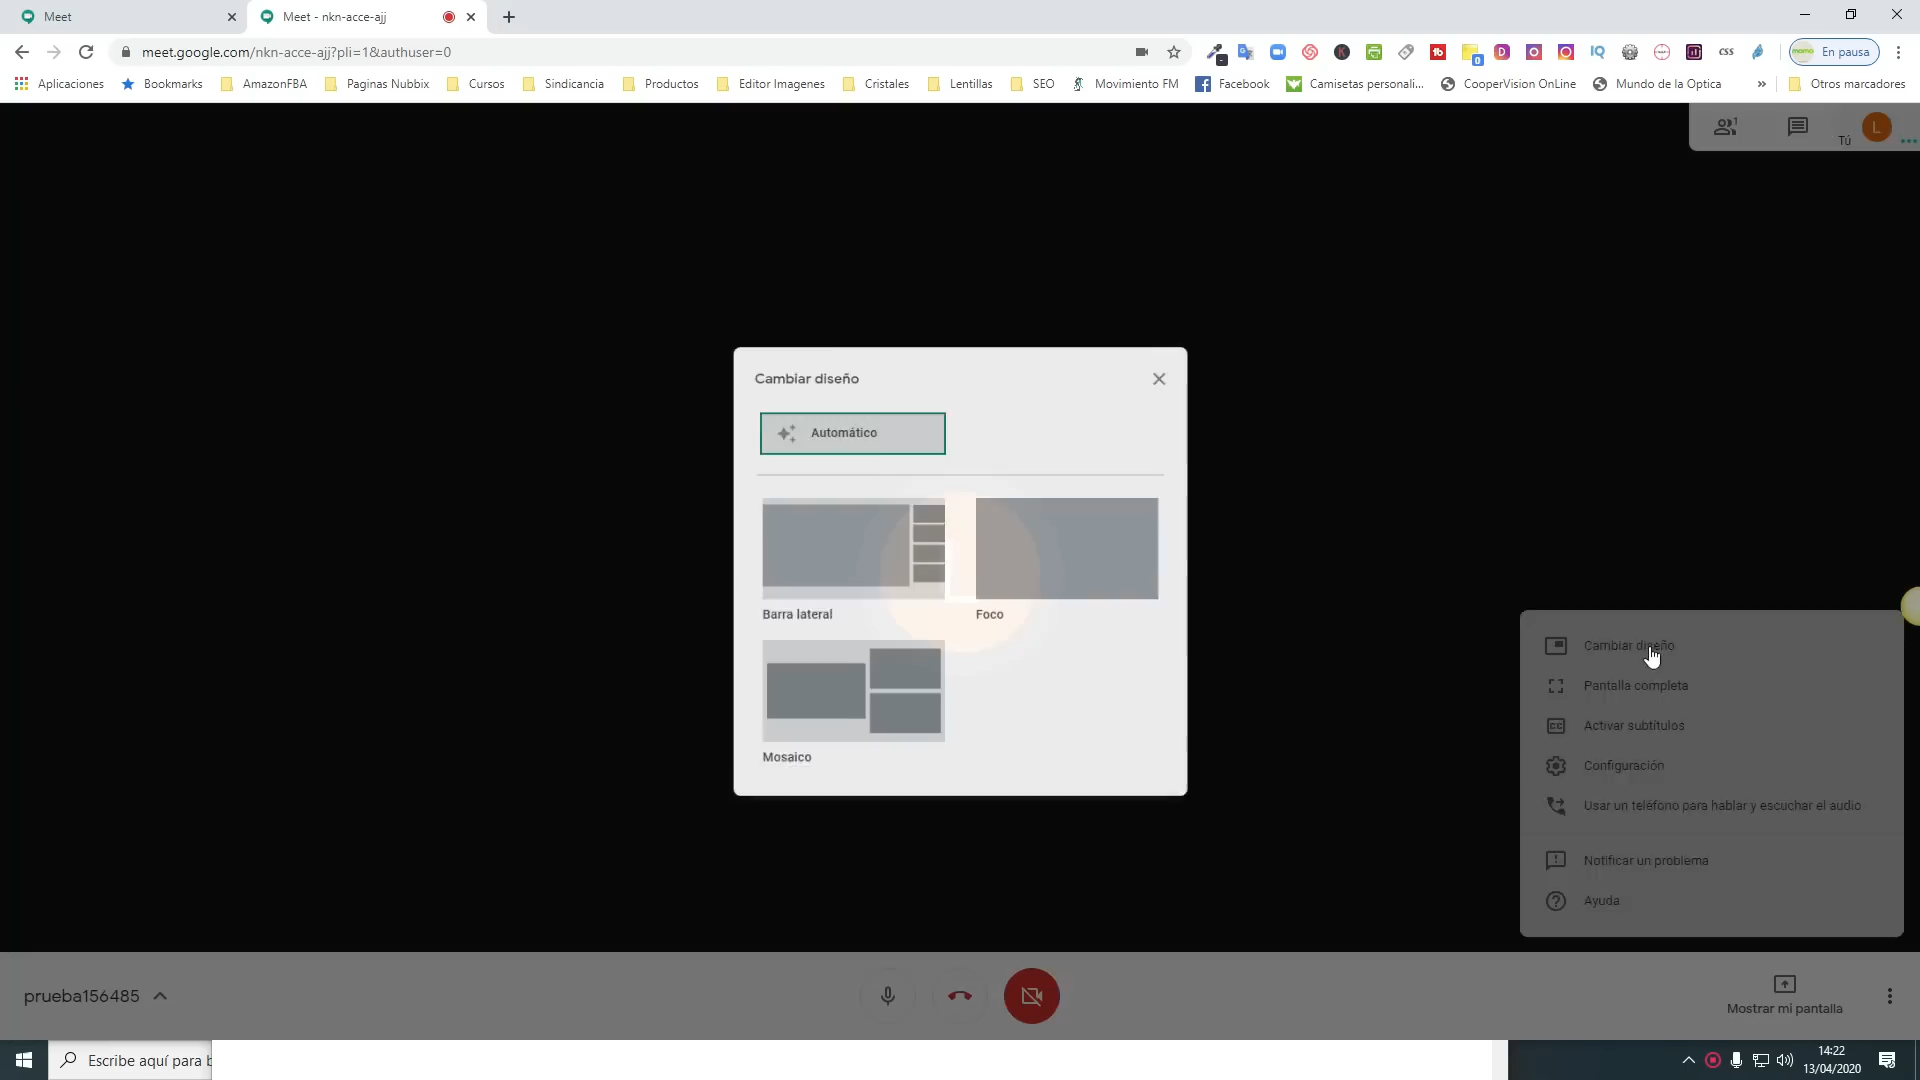 Meet
Meet - nkn-acce-ajj
meet.google.com/nkn-acce-ajj?pli=1&authuser=0
css
En pausa
Aplicaciones
Bookmarks
AmazonFBA
Paginas Nubbix
Cursos
Sindicancia
Productos
Editor Imagenes
Cristales
Lentillas
SEO
Movimiento FM
Facebook
Camisetas personali...
CooperVision OnLine
Mundo de la Optica
»
Otros marcadores
1
Tú
L
Cambiar diseño
Automático
Barra lateral
Foco
Mosaico
Cambiar diseño
Pantalla completa
Activar subtítulos
Configuración
Usar un teléfono para hablar y escuchar el audio
Notificar un problema
Ayuda
prueba156485
Mostrar mi pantalla
Escribe aquí para b
14:22
13/04/2020